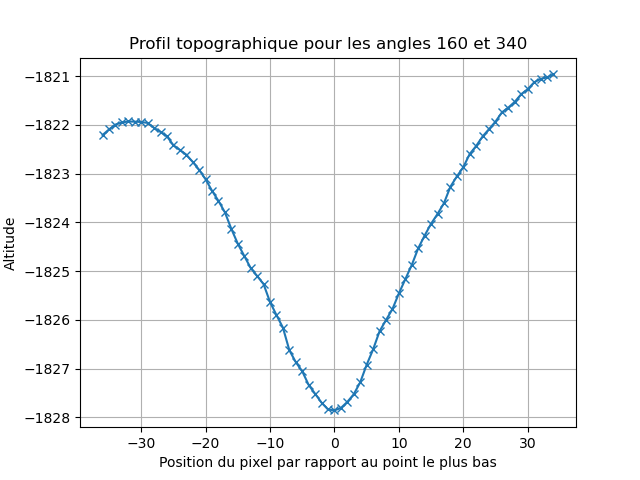 Profil topographique pour les angles 160 et 340
Altitude
−1821
−1822
−1823
−1824
−1825
−1826
−1827
−1828
−30 −20 −10 0 10 20 30
Position du pixel par rapport au point le plus bas